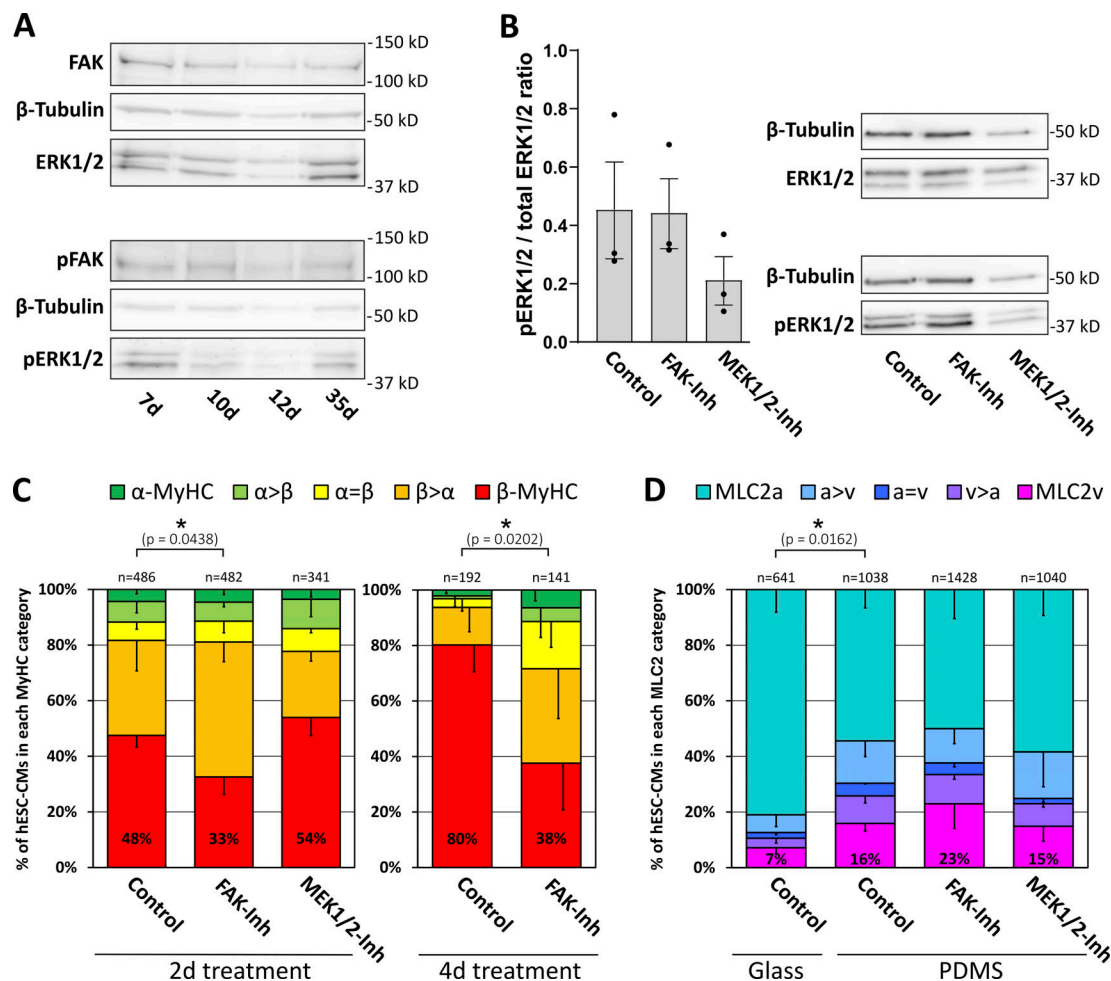 A
FAK
-150 kD
-100 kD
β-Tubulin
-50 kD
ERK1/2
-37 kD
pFAK
-150 kD
-100 kD
β-Tubulin
-50 kD
pERK1/2
-37 kD
7d 10d 12d 35d
B
pERK1/2 / total ERK1/2 ratio
1.0
0.8
0.6
0.4
0.2
0.0
Control FAK-Inh MEK1/2-Inh
β-Tubulin
-50 kD
ERK1/2
-37 kD
β-Tubulin
-50 kD
pERK1/2
-37 kD
Control FAK-Inh MEK1/2-Inh
C
α-MyHC α>β α=β β>α β-MyHC
% of hESC-CMs in each MyHC category
*
(p = 0.0438)
n=486 n=482 n=341
100%
80%
60%
40%
20%
0%
48% 33% 54%
Control FAK-Inh MEK1/2-Inh
2d treatment
*
(p = 0.0202)
n=192 n=141
100%
80%
60%
40%
20%
0%
80% 38%
Control FAK-Inh
4d treatment
D
MLC2a a>v a=v v>a MLC2v
% of hESC-CMs in each MLC2 category
*
(p = 0.0162)
n=641 n=1038 n=1428 n=1040
100%
80%
60%
40%
20%
0%
7% 16% 23% 15%
Control Control FAK-Inh MEK1/2-Inh
Glass PDMS